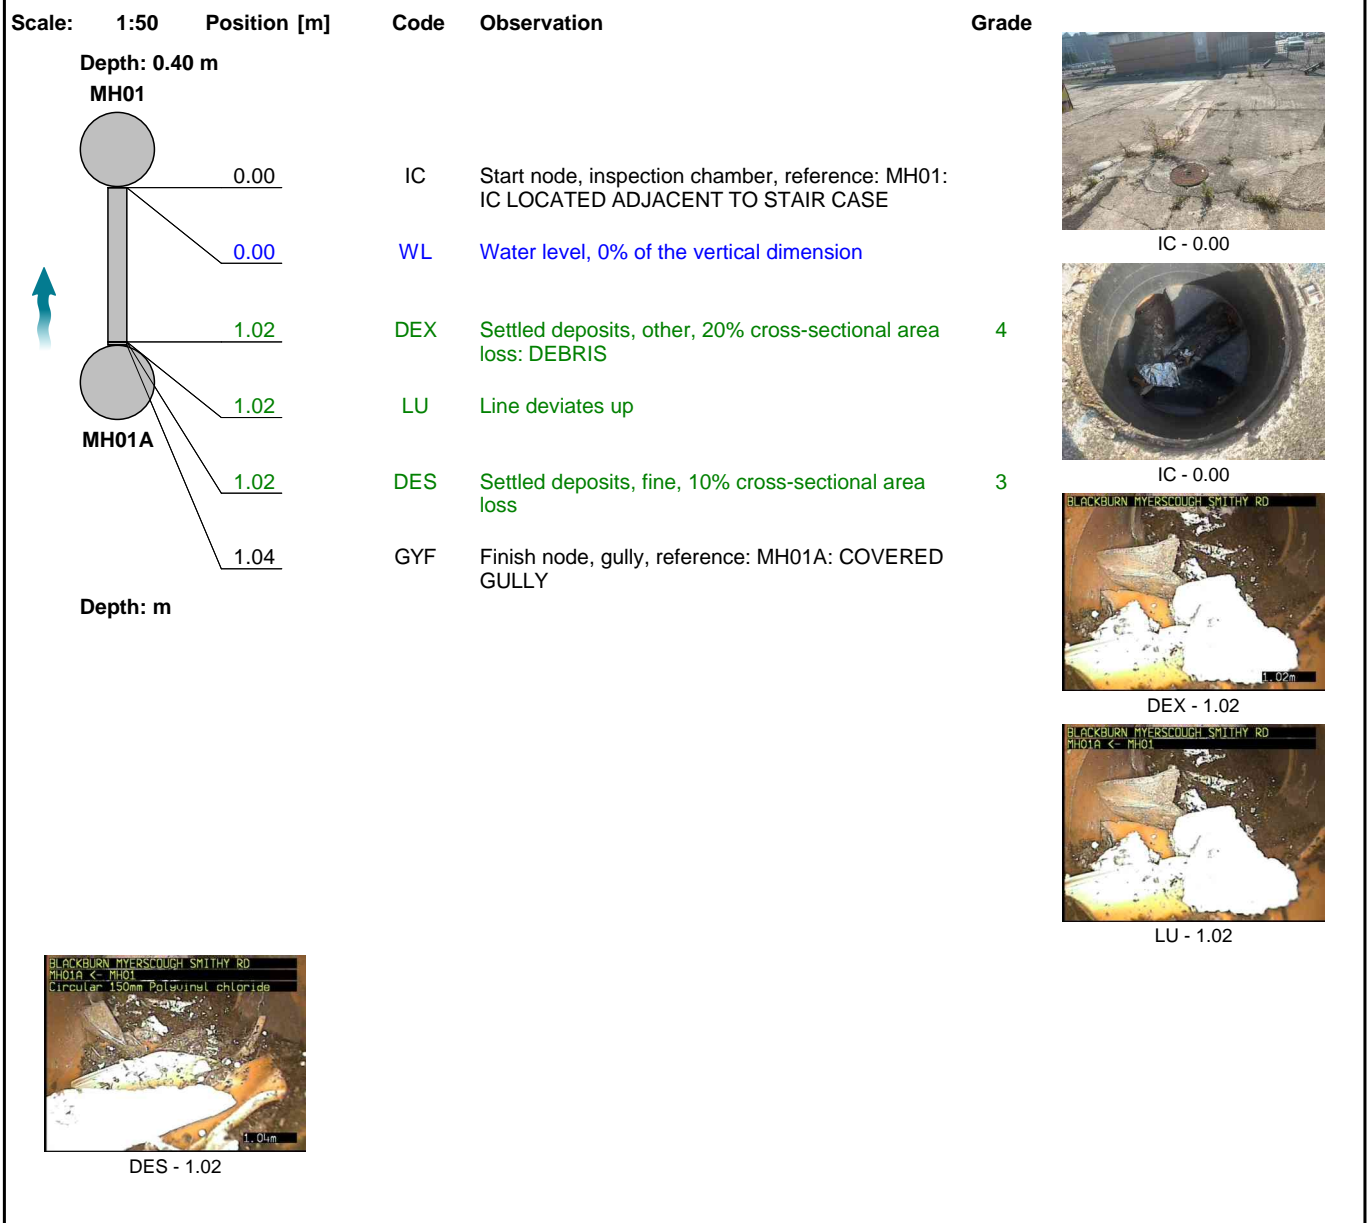 Scale: 1:50 Position [m] Code Observation Grade
Depth: 0.40 m
MH01
0.00 IC Start node, inspection chamber, reference: MH01:
IC LOCATED ADJACENT TO STAIR CASE
0.00 WL Water level, 0% of the vertical dimension
1.02 DEX Settled deposits, other, 20% cross-sectional area 4
loss: DEBRIS
1.02 LU Line deviates up
MH01A
1.02 DES Settled deposits, fine, 10% cross-sectional area 3
loss
1.04 GYF Finish node, gully, reference: MH01A: COVERED
GULLY
Depth: m
IC - 0.00
IC - 0.00
BLACKBURN MYERSCOUGH SMITHY RD
1.02m
DEX - 1.02
BLACKBURN MYERSCOUGH SMITHY RD
MH01A <- MH01
LU - 1.02
BLACKBURN MYERSCOUGH SMITHY RD
MH01A <- MH01
Circular 150mm Polyvinyl chloride
1.04m
DES - 1.02